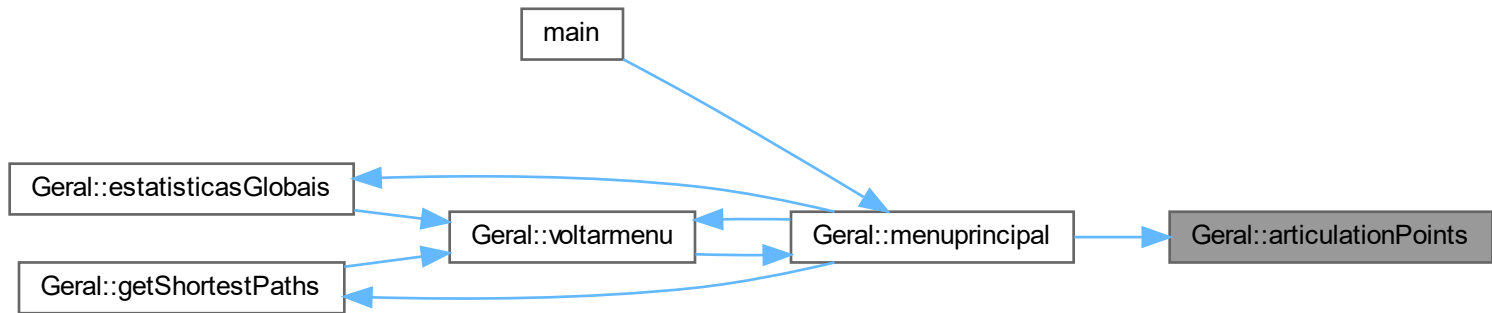 main
Geral::estatisticasGlobais
Geral::voltarmenu
Geral::menuprincipal
Geral::articulationPoints
Geral::getShortestPaths